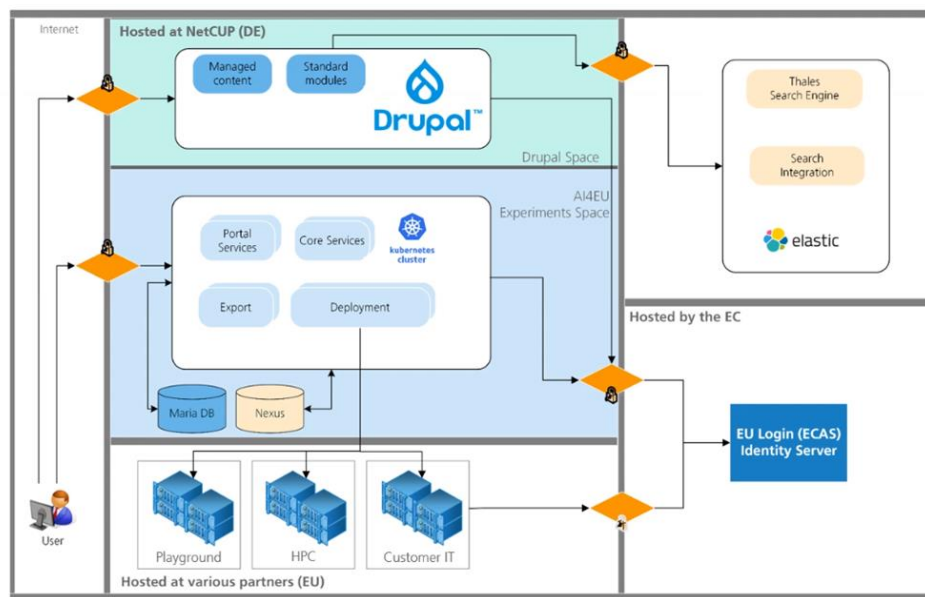 Internet
Hosted at NetCUP (DE)
Managed
content
Standard
modules
Drupal™
Drupal Space
Thales
Search Engine
Search
Integration
elastic
AI4EU
Experiments Space
Portal
Services
Core Services
kubernetes
cluster
Export
Deployment
Maria DB
Nexus
Hosted by the EC
EU Login (ECAS)
Identity Server
User
Playground
HPC
Customer IT
Hosted at various partners (EU)